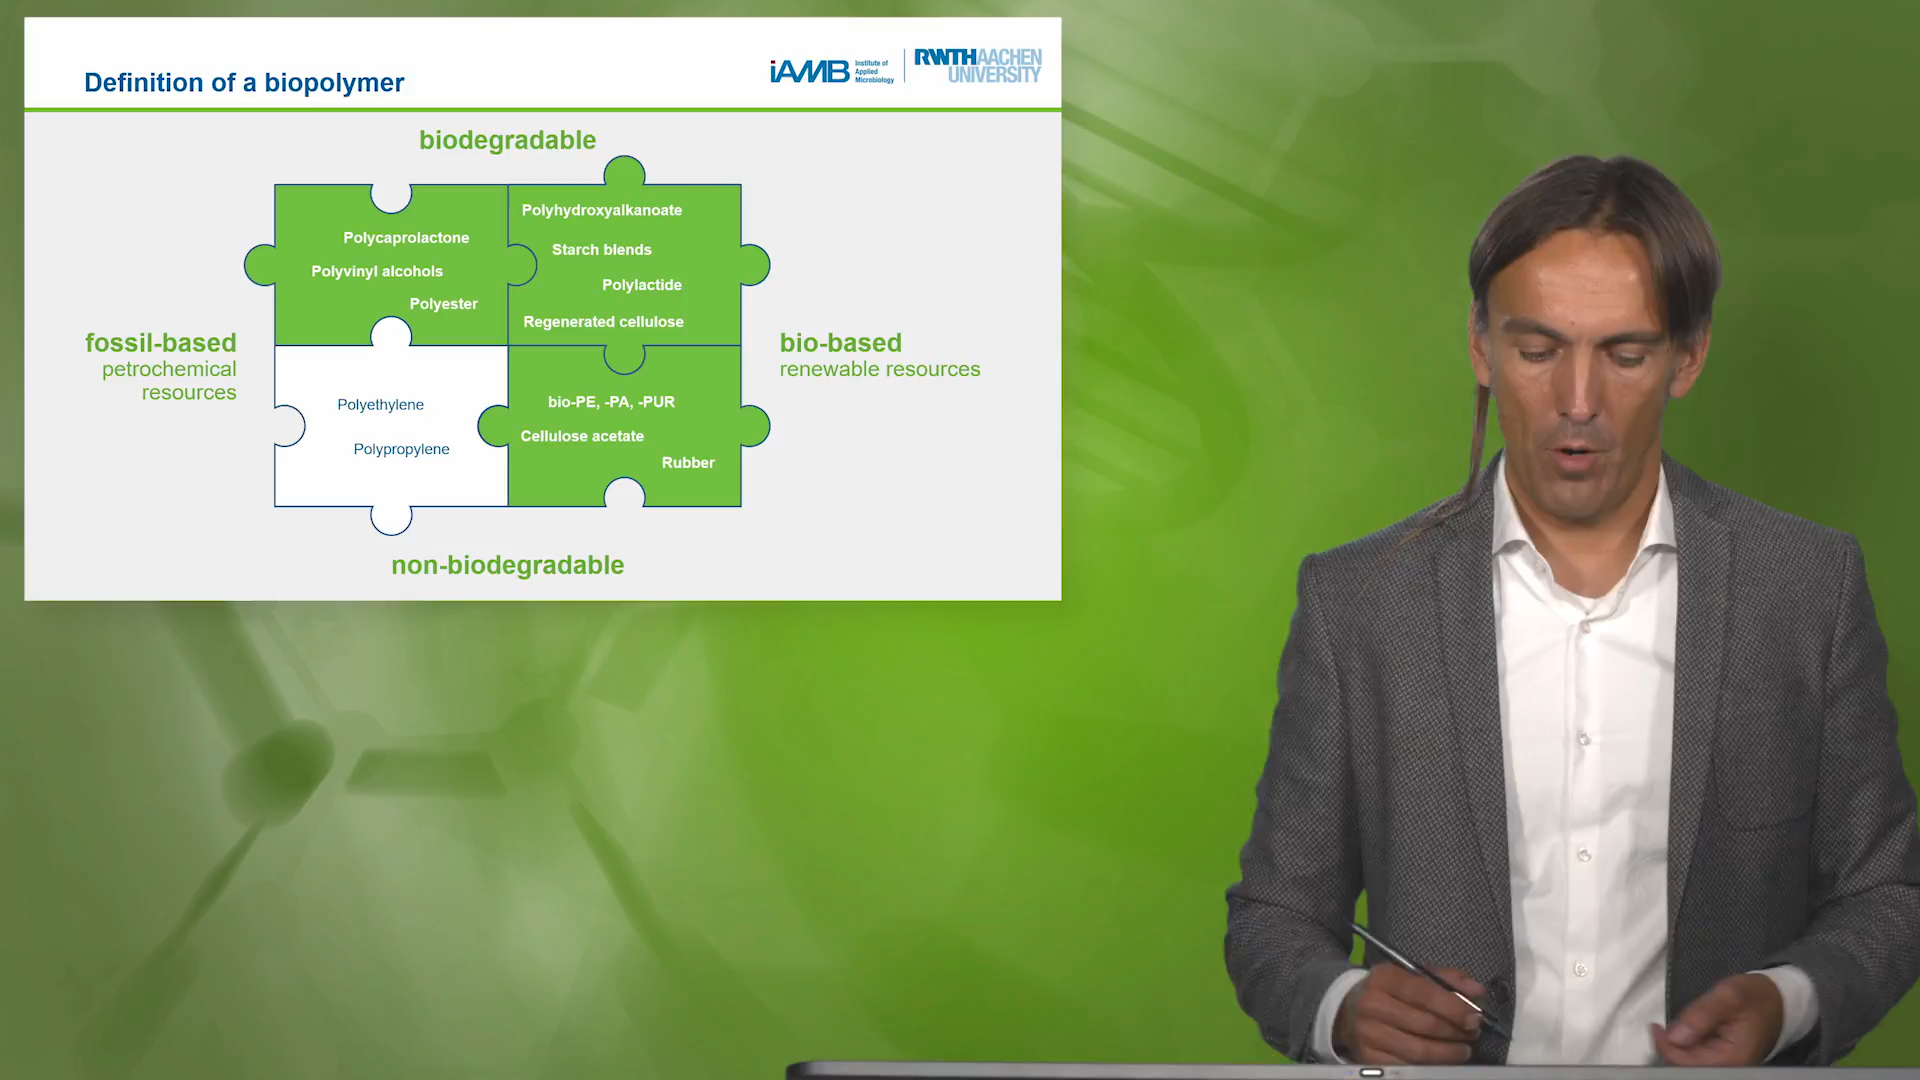 Definition of a biopolymer
iAMB
Institute of
Applied
Microbiology
RWTHAACHEN
UNIVERSITY
biodegradable
Polycaprolactone
Polyvinyl alcohols
Polyester
Polyhydroxyalkanoate
Starch blends
Polylactide
Regenerated cellulose
fossil-based
petrochemical
resources
bio-based
renewable resources
Polyethylene
Polypropylene
bio-PE, -PA, -PUR
Cellulose acetate
Rubber
non-biodegradable